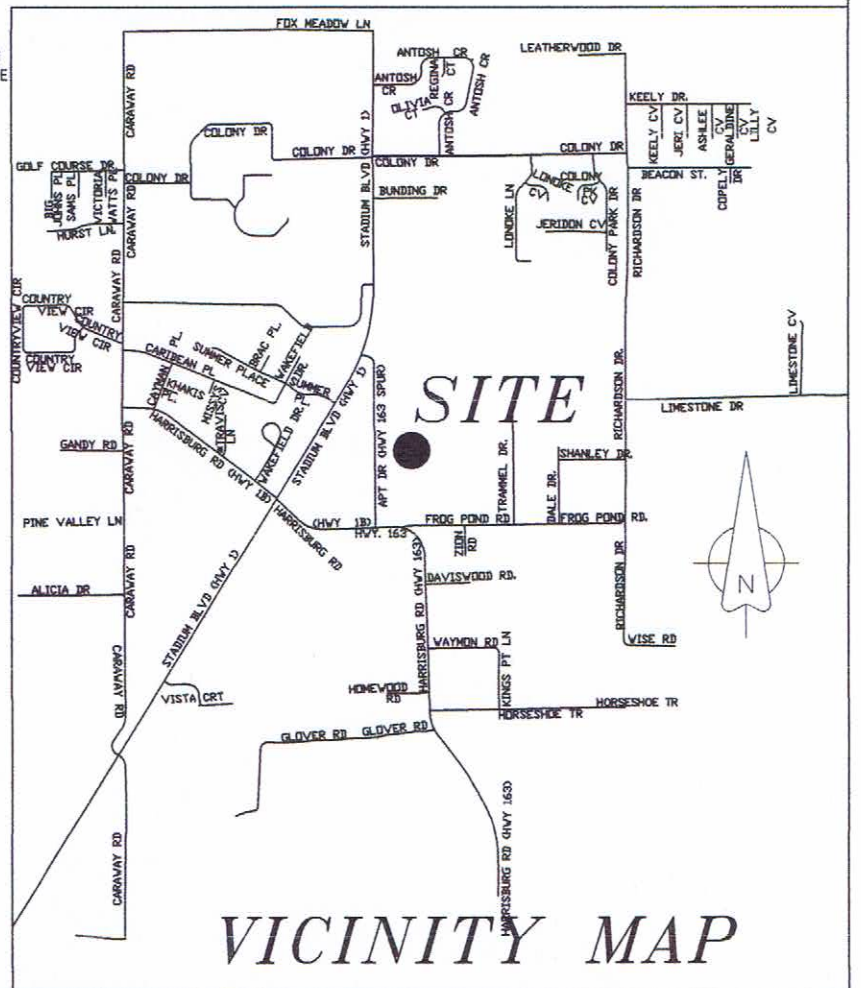 E
FOX MEADOW LN
CARAWAY RD
ANTOSH CR
ANTOSH
CR
REGINA
CT
OLIVIA
CT
ANTOSH CR
ANTOSH CR
LEATHERWOOD DR
KEELY DR.
KEELY CV
JERI CV
ASHLEE
CV
GERALDINE
CV
LILLY
CV
COLONY DR
COLONY DR
STADIUM BLVD (HWY 1)
COLONY DR
COLONY DR
GOLF COURSE DR.
COLONY DR
BIG
JOHNS PL
SAMS PL
VICTORIA
WATTS PL
HURST LN.
CARAWAY RD
BUNDING DR
LONOKE
CV
COLONY
PK
CV
LONOKE LN
JERIDON CV
COLONY PARK DR
BEACON ST.
COPELY
DR
RICHARDSON DR
CARAWAY RD
COUNTRY
VIEW CIR
COUNTRY
VIEW CIR
COUNTRYVIEW CIR
COUNTRY
VIEW CIR
CARIBEAN PL
PL.
SUMMER PLACE
BRAC PL.
WAKEFIELD
DR.
SUMMER
PL
CAYMAN
PL.
KHAKIS
MISSY
CV
TRAVIS
LN
WAKEFIELD DR.
HARRISBURG RD (HWY 1B)
STADIUM BLVD (HWY 1)
APT DR (HWY 163 SPUR)
SITE
RICHARDSON DR.
LIMESTONE CV
LIMESTONE DR
GANDY RD
CARAWAY RD
TRAMMEL DR.
SHANLEY DR.
DALE DR.
PINE VALLEY LN
HARRISBURG RD
(HWY 1B)
HWY. 163
FROG POND RD
FROG POND RD.
ZION
RD
ALICIA DR
CARAWAY RD
STADIUM BLVD (HWY 1)
HARRISBURG RD (HWY 163)
DAVISWOOD RD.
RICHARDSON DR
N
WAYMON RD
KINGS PT LN
WISE RD
CARAWAY RD
VISTA CRT
HOMEWOOD
RD
HORSESHOE TR
HORSESHOE TR
GLOVER RD
GLOVER RD
CARAWAY RD
HARRISBURG RD (HWY 163)
VICINITY MAP